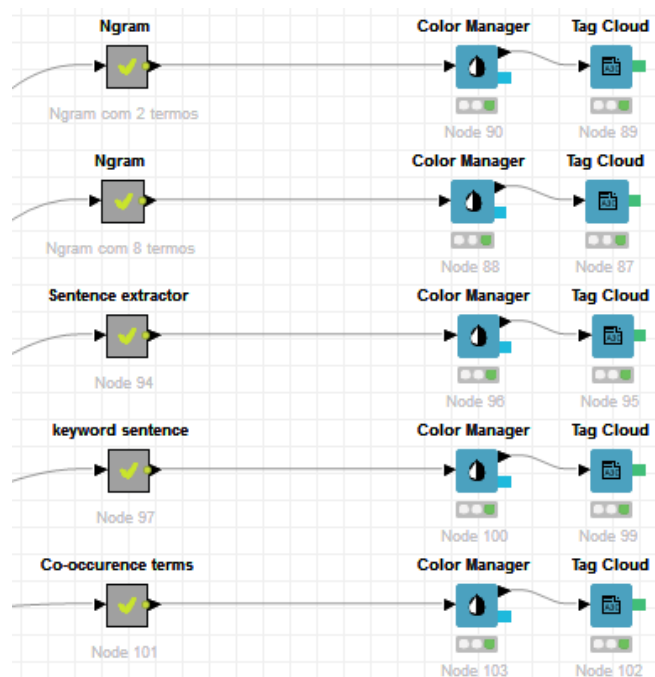 Ngram Color Manager Tag Cloud
Ngram com 2 termos
Node 90 Node 89
Ngram Color Manager Tag Cloud
Ngram com 8 termos
Node 88 Node 87
Sentence extractor Color Manager Tag Cloud
Node 94
Node 96 Node 95
keyword sentence Color Manager Tag Cloud
Node 97
Node 100 Node 99
Co-occurence terms Color Manager Tag Cloud
Node 101
Node 103 Node 102